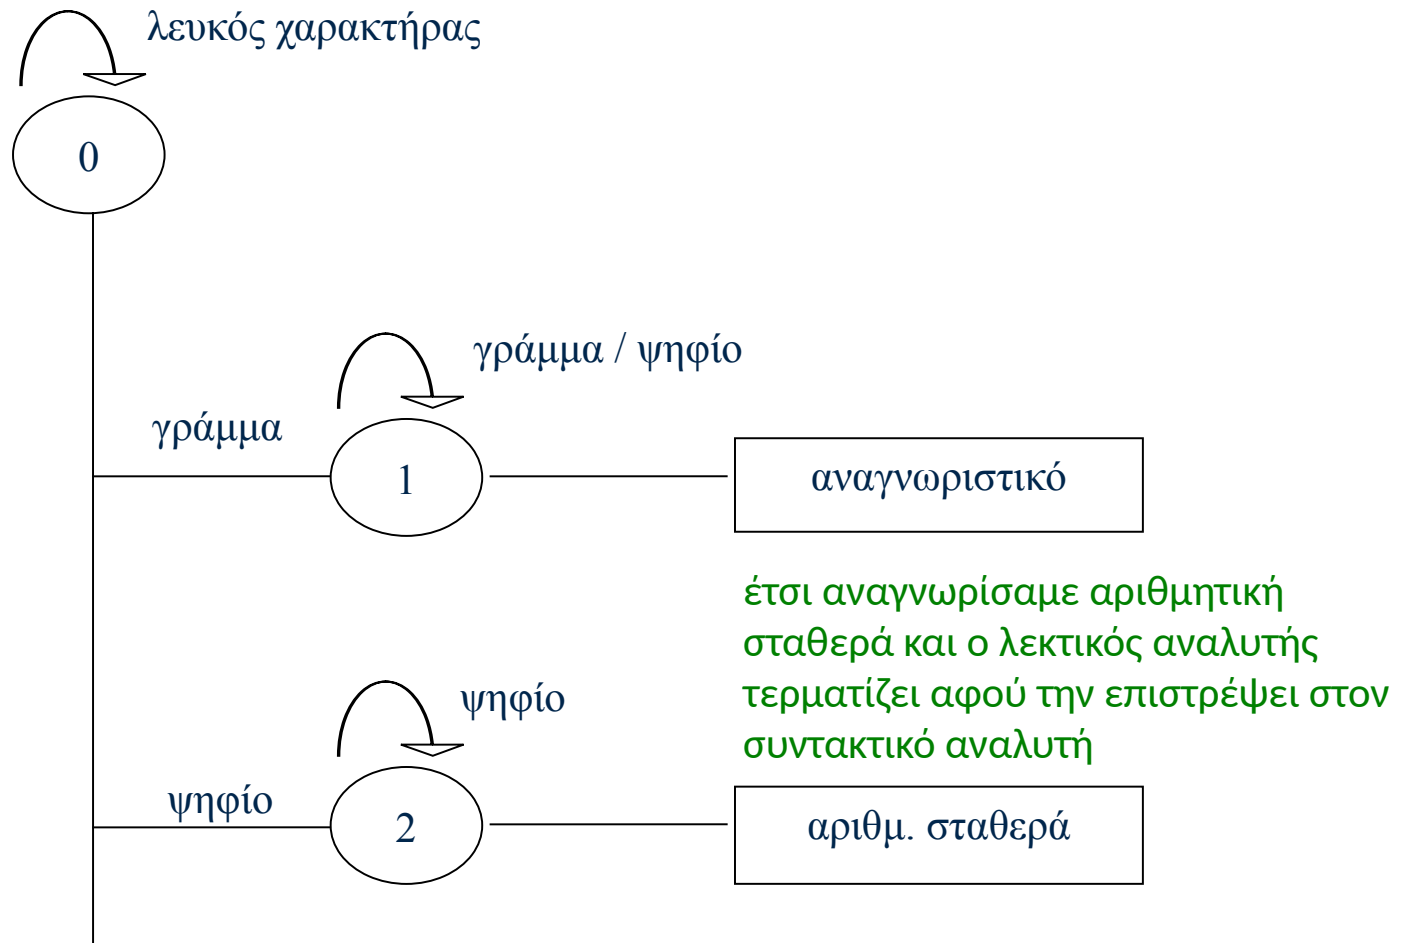 λευκός χαρακτήρας
0
γράμμα / ψηφίο
γράμμα
1
αναγνωριστικό
έτσι αναγνωρίσαμε αριθμητική
σταθερά και ο λεκτικός αναλυτής
τερματίζει αφού την επιστρέψει στον
συντακτικό αναλυτή
ψηφίο
ψηφίο
2
αριθμ. σταθερά